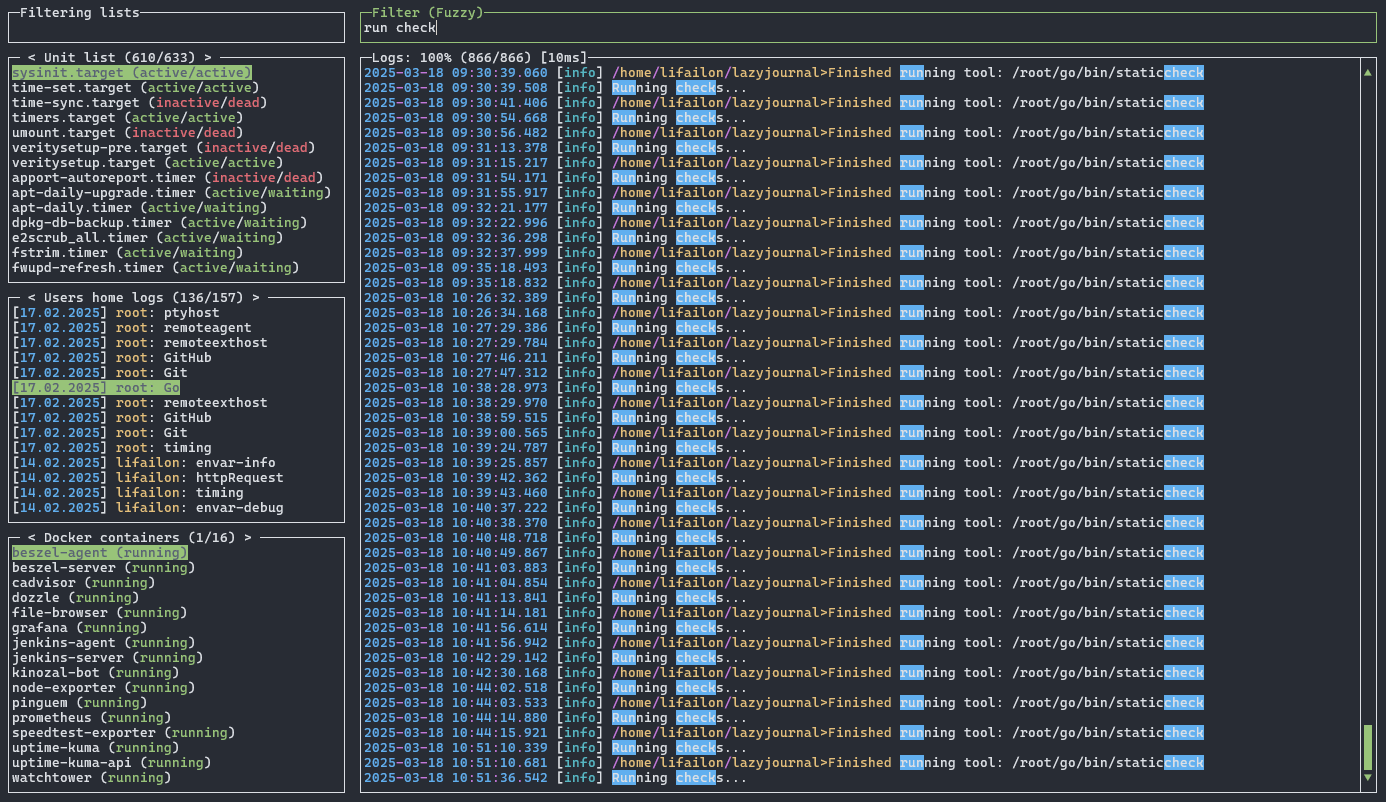 Filtering lists
< Unit list (610/633) >
sysinit.target (active/active)
time-set.target (active/active)
time-sync.target (inactive/dead)
timers.target (active/active)
umount.target (inactive/dead)
veritysetup-pre.target (inactive/dead)
veritysetup.target (active/active)
apport-autoreport.timer (inactive/dead)
apt-daily-upgrade.timer (active/waiting)
apt-daily.timer (active/waiting)
dpkg-db-backup.timer (active/waiting)
e2scrub_all.timer (active/waiting)
fstrim.timer (active/waiting)
fwupd-refresh.timer (active/waiting)
< Users home logs (136/157) >
[17.02.2025] root: ptyhost
[17.02.2025] root: remoteagent
[17.02.2025] root: remoteexthost
[17.02.2025] root: GitHub
[17.02.2025] root: Git
[17.02.2025] root: Go
[17.02.2025] root: remoteexthost
[17.02.2025] root: GitHub
[17.02.2025] root: Git
[17.02.2025] root: timing
[14.02.2025] lifailon: envar-info
[14.02.2025] lifailon: httpRequest
[14.02.2025] lifailon: timing
[14.02.2025] lifailon: envar-debug
< Docker containers (1/16) >
beszel-agent (running)
beszel-server (running)
cadvisor (running)
dozzle (running)
file-browser (running)
grafana (running)
jenkins-agent (running)
jenkins-server (running)
kinozal-bot (running)
node-exporter (running)
pinguem (running)
prometheus (running)
speedtest-exporter (running)
uptime-kuma (running)
uptime-kuma-api (running)
watchtower (running)
Filter (Fuzzy)
run check
Logs: 100% (866/866) [10ms]
2025-03-18 09:30:39.060 [info] /home/lifailon/lazyjournal>Finished running tool: /root/go/bin/staticcheck
2025-03-18 09:30:39.508 [info] Running checks...
2025-03-18 09:30:41.406 [info] /home/lifailon/lazyjournal>Finished running tool: /root/go/bin/staticcheck
2025-03-18 09:30:54.668 [info] Running checks...
2025-03-18 09:30:56.482 [info] /home/lifailon/lazyjournal>Finished running tool: /root/go/bin/staticcheck
2025-03-18 09:31:13.378 [info] Running checks...
2025-03-18 09:31:15.217 [info] /home/lifailon/lazyjournal>Finished running tool: /root/go/bin/staticcheck
2025-03-18 09:31:54.171 [info] Running checks...
2025-03-18 09:31:55.917 [info] /home/lifailon/lazyjournal>Finished running tool: /root/go/bin/staticcheck
2025-03-18 09:32:21.177 [info] Running checks...
2025-03-18 09:32:22.996 [info] /home/lifailon/lazyjournal>Finished running tool: /root/go/bin/staticcheck
2025-03-18 09:32:36.298 [info] Running checks...
2025-03-18 09:32:37.999 [info] /home/lifailon/lazyjournal>Finished running tool: /root/go/bin/staticcheck
2025-03-18 09:35:18.493 [info] Running checks...
2025-03-18 09:35:18.832 [info] /home/lifailon/lazyjournal>Finished running tool: /root/go/bin/staticcheck
2025-03-18 10:26:32.389 [info] Running checks...
2025-03-18 10:26:34.168 [info] /home/lifailon/lazyjournal>Finished running tool: /root/go/bin/staticcheck
2025-03-18 10:27:29.386 [info] Running checks...
2025-03-18 10:27:29.784 [info] /home/lifailon/lazyjournal>Finished running tool: /root/go/bin/staticcheck
2025-03-18 10:27:46.211 [info] Running checks...
2025-03-18 10:27:47.312 [info] /home/lifailon/lazyjournal>Finished running tool: /root/go/bin/staticcheck
2025-03-18 10:38:28.973 [info] Running checks...
2025-03-18 10:38:29.970 [info] /home/lifailon/lazyjournal>Finished running tool: /root/go/bin/staticcheck
2025-03-18 10:38:59.515 [info] Running checks...
2025-03-18 10:39:00.565 [info] /home/lifailon/lazyjournal>Finished running tool: /root/go/bin/staticcheck
2025-03-18 10:39:24.787 [info] Running checks...
2025-03-18 10:39:25.857 [info] /home/lifailon/lazyjournal>Finished running tool: /root/go/bin/staticcheck
2025-03-18 10:39:42.362 [info] Running checks...
2025-03-18 10:39:43.460 [info] /home/lifailon/lazyjournal>Finished running tool: /root/go/bin/staticcheck
2025-03-18 10:40:37.222 [info] Running checks...
2025-03-18 10:40:38.370 [info] /home/lifailon/lazyjournal>Finished running tool: /root/go/bin/staticcheck
2025-03-18 10:40:48.718 [info] Running checks...
2025-03-18 10:40:49.867 [info] /home/lifailon/lazyjournal>Finished running tool: /root/go/bin/staticcheck
2025-03-18 10:41:03.883 [info] Running checks...
2025-03-18 10:41:04.854 [info] /home/lifailon/lazyjournal>Finished running tool: /root/go/bin/staticcheck
2025-03-18 10:41:13.841 [info] Running checks...
2025-03-18 10:41:14.181 [info] /home/lifailon/lazyjournal>Finished running tool: /root/go/bin/staticcheck
2025-03-18 10:41:56.614 [info] Running checks...
2025-03-18 10:41:56.942 [info] /home/lifailon/lazyjournal>Finished running tool: /root/go/bin/staticcheck
2025-03-18 10:42:29.142 [info] Running checks...
2025-03-18 10:42:30.168 [info] /home/lifailon/lazyjournal>Finished running tool: /root/go/bin/staticcheck
2025-03-18 10:44:02.518 [info] Running checks...
2025-03-18 10:44:03.533 [info] /home/lifailon/lazyjournal>Finished running tool: /root/go/bin/staticcheck
2025-03-18 10:44:14.880 [info] Running checks...
2025-03-18 10:44:15.921 [info] /home/lifailon/lazyjournal>Finished running tool: /root/go/bin/staticcheck
2025-03-18 10:51:10.339 [info] Running checks...
2025-03-18 10:51:10.681 [info] /home/lifailon/lazyjournal>Finished running tool: /root/go/bin/staticcheck
2025-03-18 10:51:36.542 [info] Running checks...